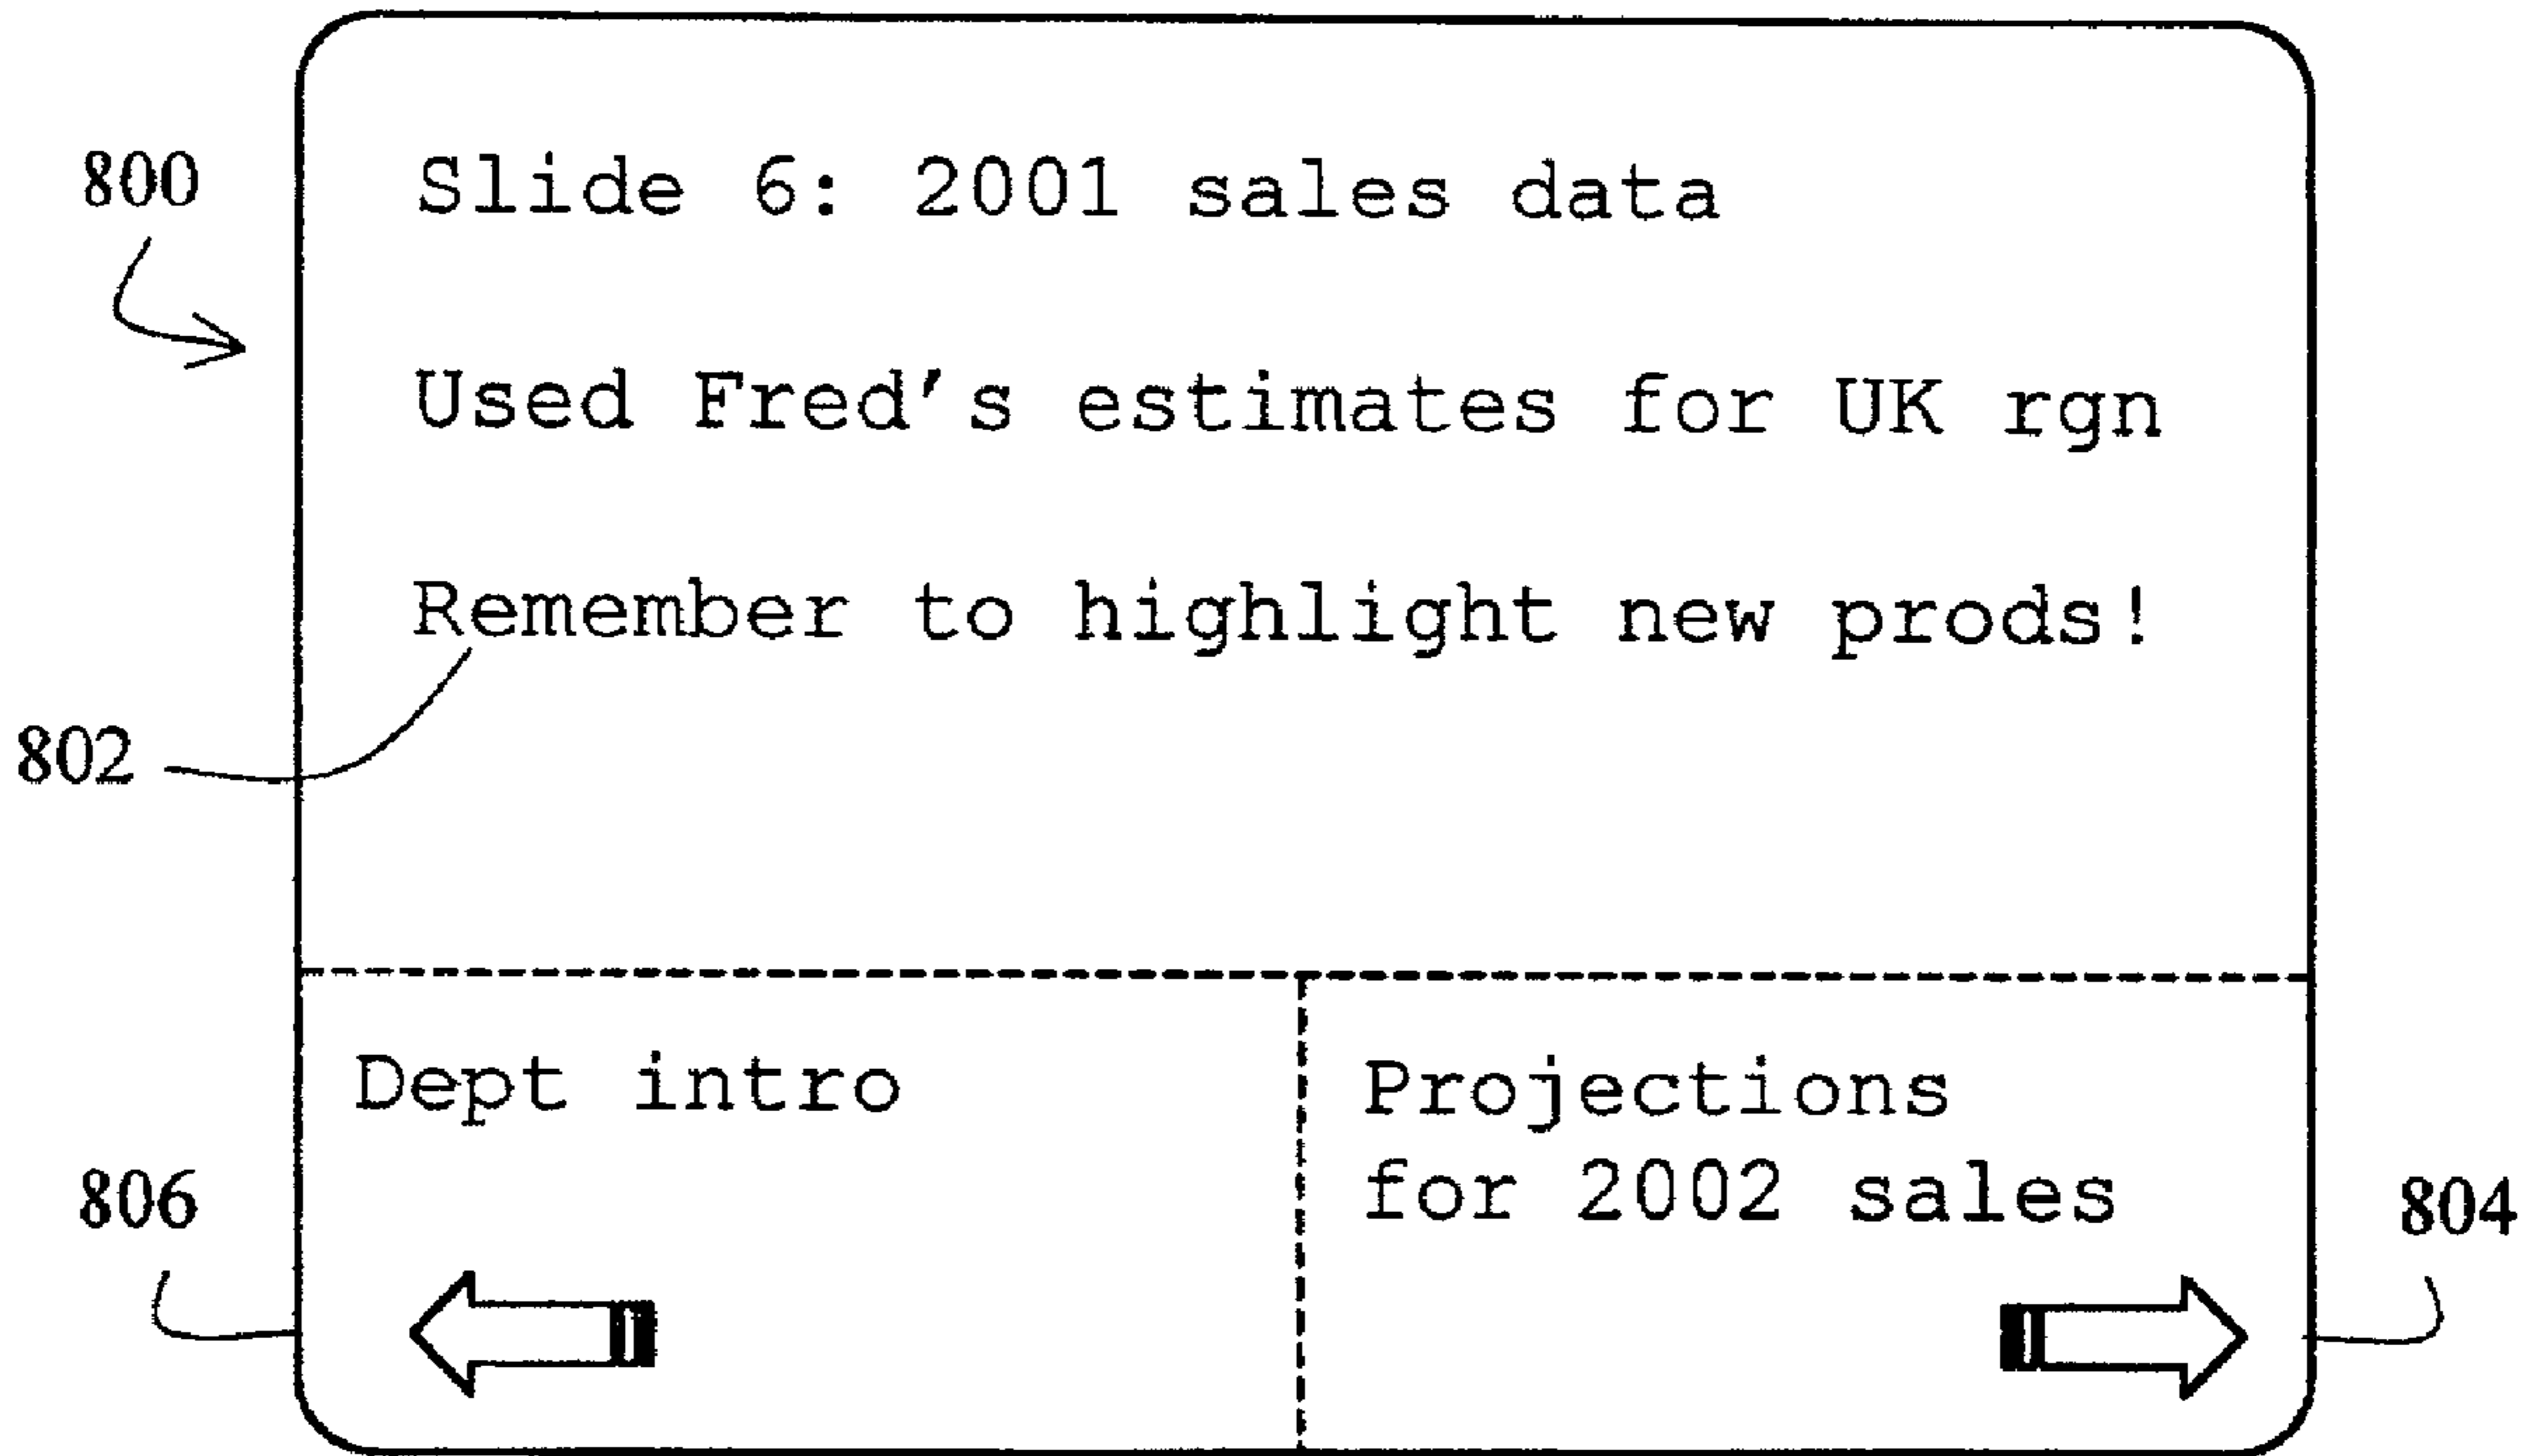 800
Slide 6: 2001 sales data
Used Fred's estimates for UK rgn
Remember to highlight new prods!
802
Dept intro
Projections
for 2002 sales
806
804